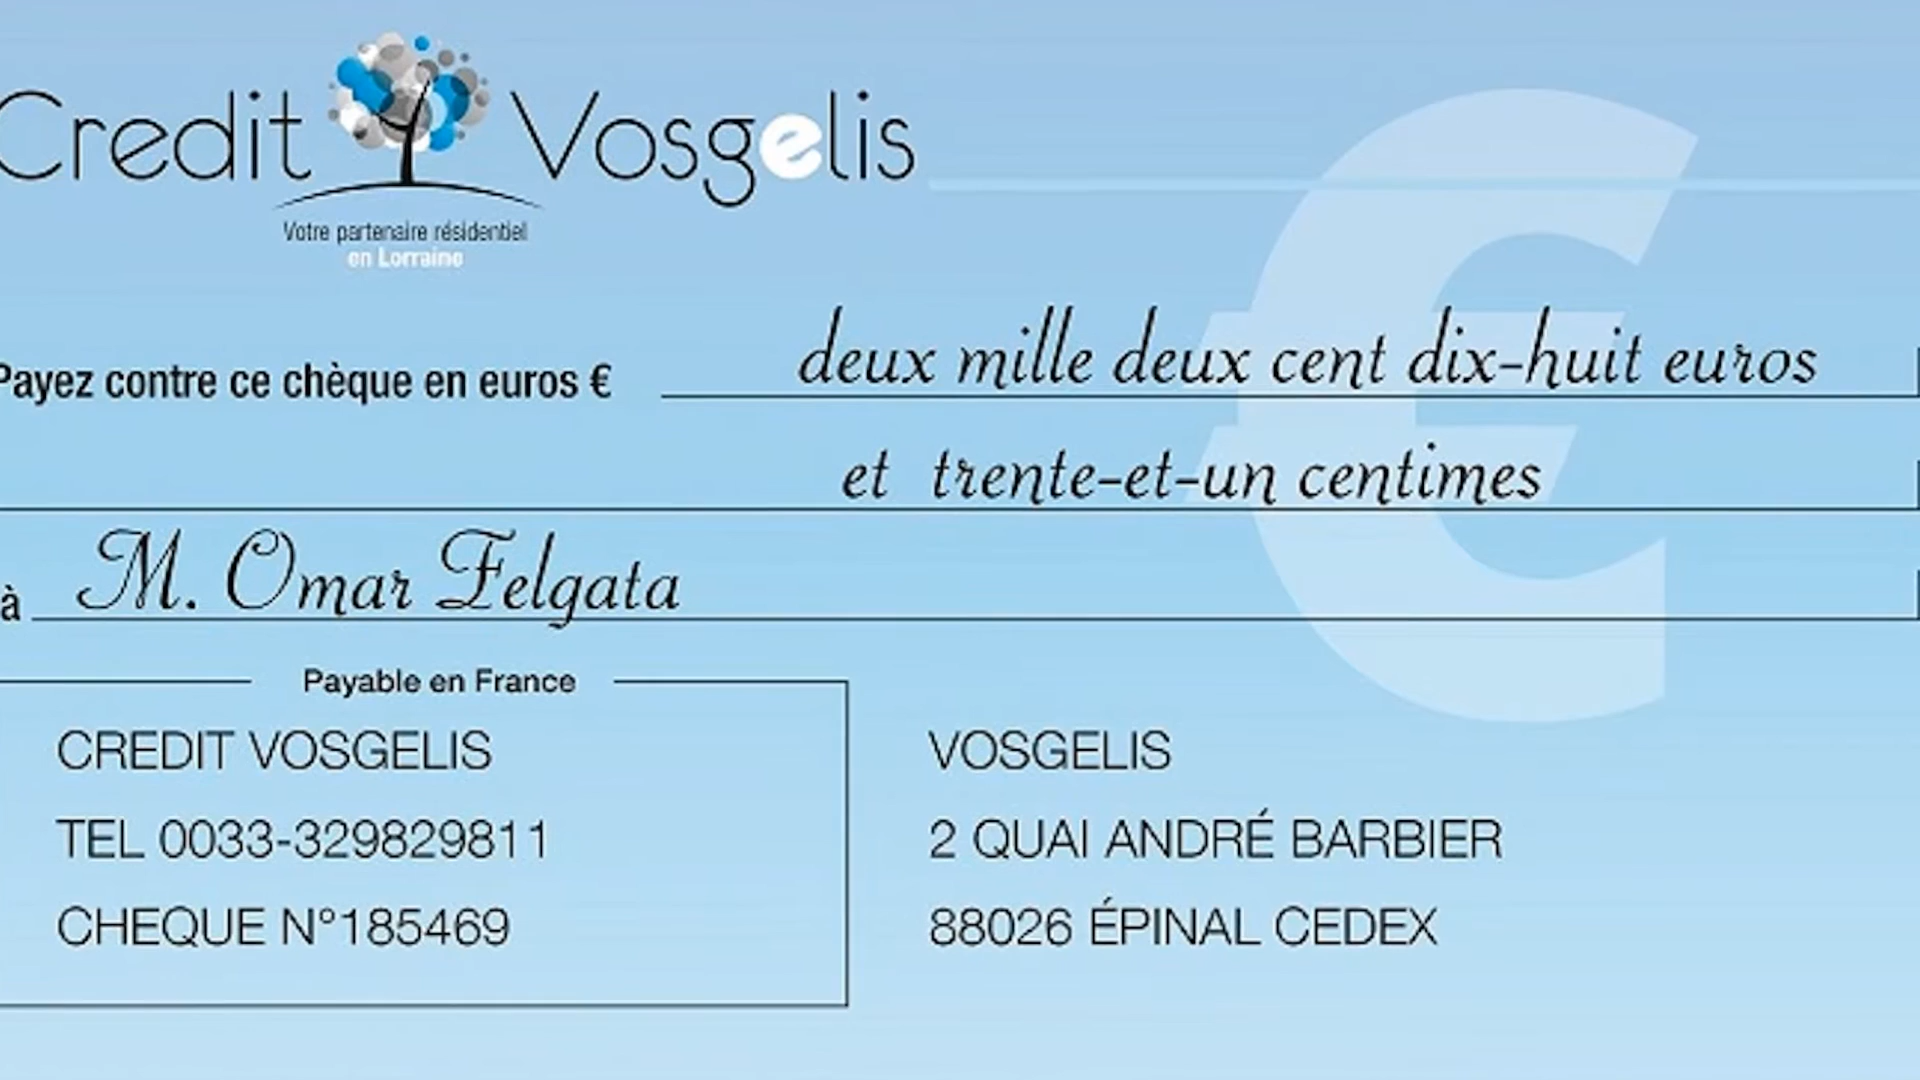 Credit Vosgelis
Votre partenaire résidentiel
en Lorraine
Payez contre ce chèque en euros € deux mille deux cent dix-huit euros
et trente-et-un centimes
à M. Omar Felgata
Payable en France
CREDIT VOSGELIS
TEL 0033-329829811
CHEQUE N°185469
VOSGELIS
2 QUAI ANDRÉ BARBIER
88026 ÉPINAL CEDEX
€